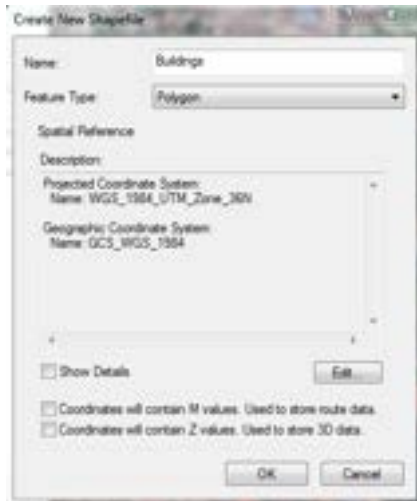 Create New Shapefile
Name:
Buildings
Feature Type:
Polygon
Spatial Reference
Description:
Projected Coordinate System:
Name: WGS_1984_UTM_Zone_36N
Geographic Coordinate System:
Name: GCS_WGS_1984
Show Details
Edit...
Coordinates will contain M values. Used to store route data.
Coordinates will contain Z values. Used to store 3D data.
OK
Cancel